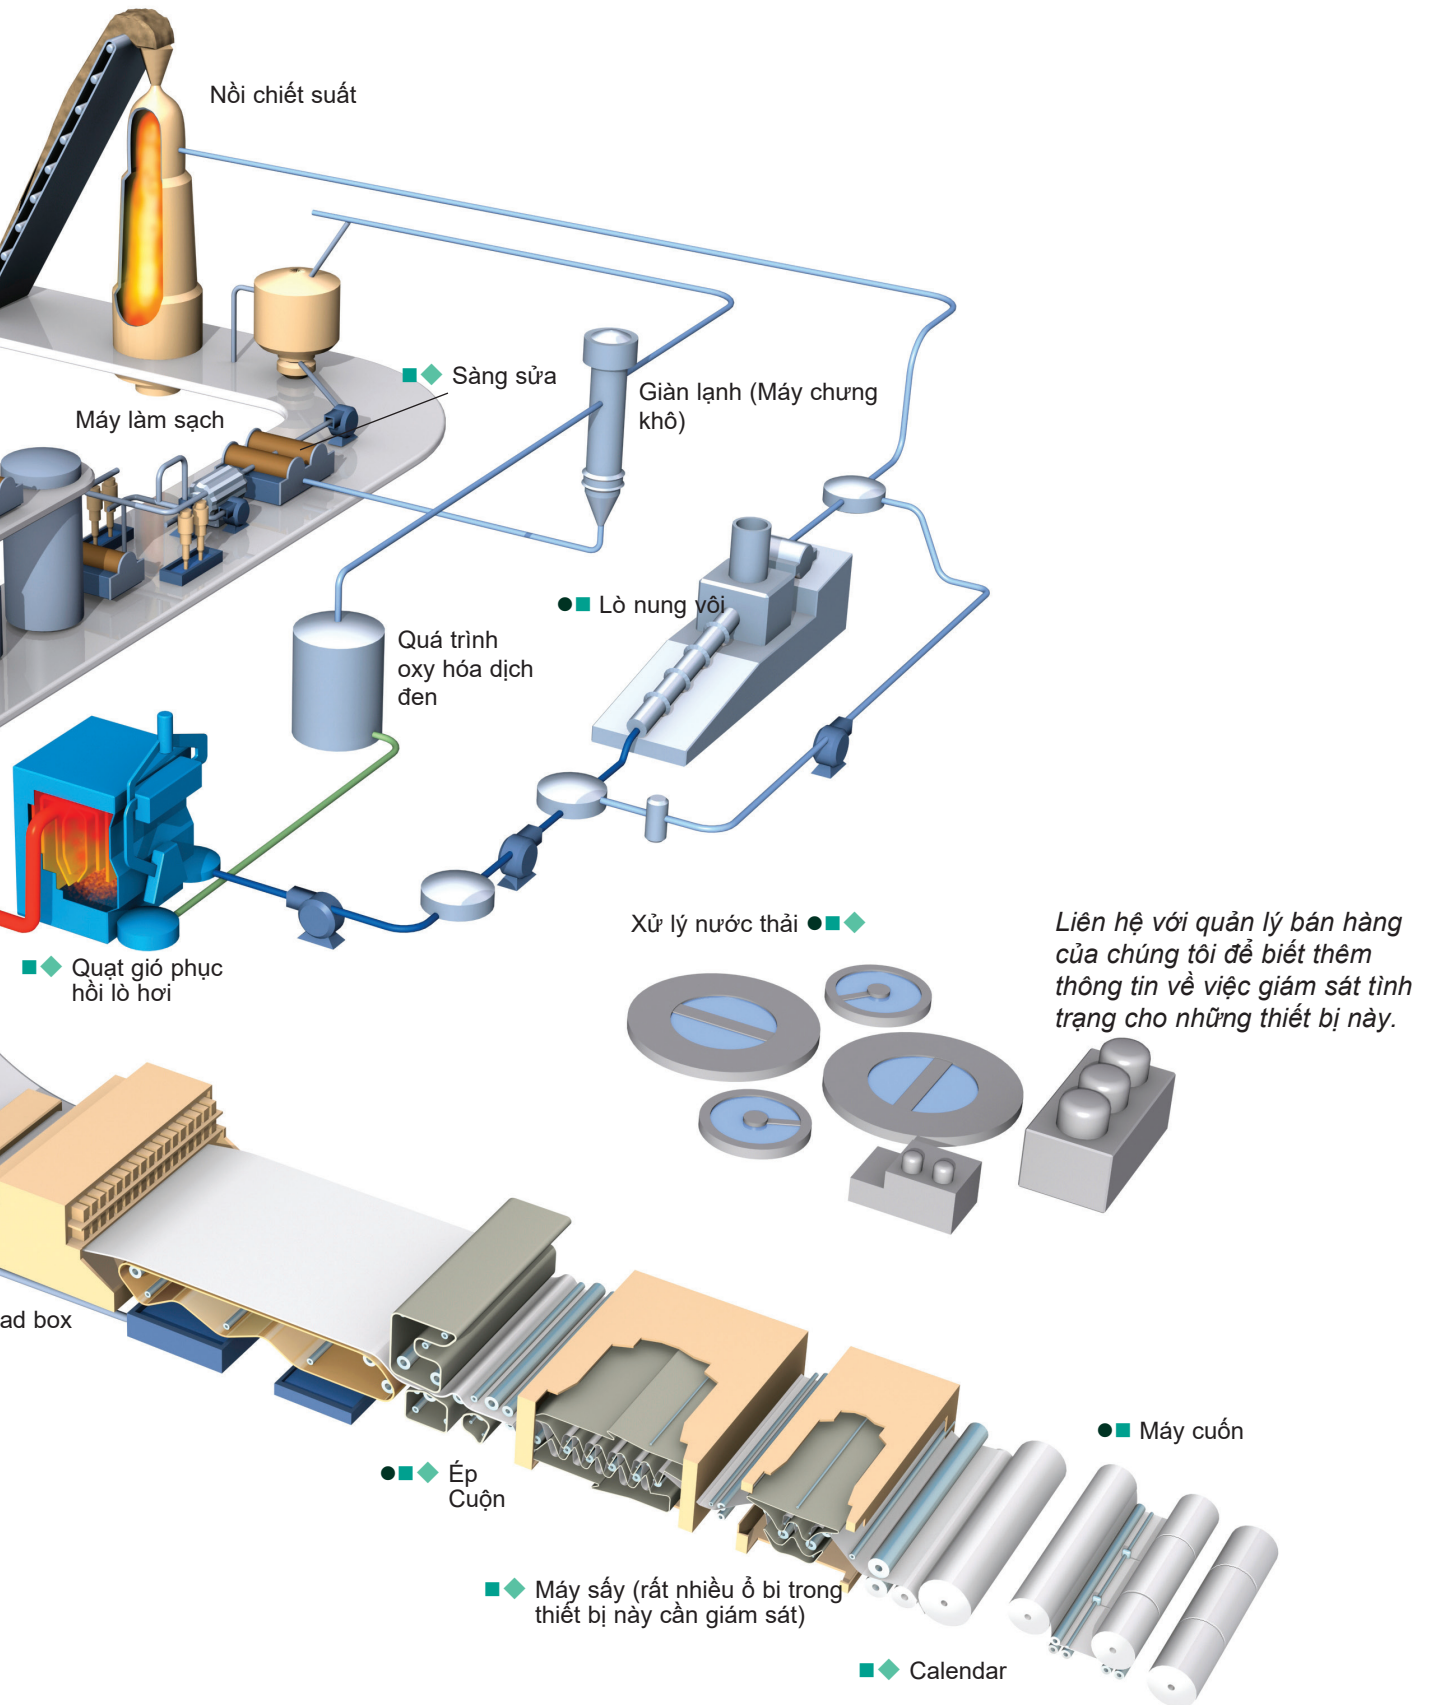 Nồi chiết suất
Sàng sửa
Giàn lạnh (Máy chưng
khô)
Máy làm sạch
Lò nung vôi
Quá trình
oxy hóa dịch
đen
Xử lý nước thải
Liên hệ với quản lý bán hàng
của chúng tôi để biết thêm
thông tin về việc giám sát tình
trạng cho những thiết bị này.
Quạt gió phục
hồi lò hơi
ad box
Máy cuốn
Ép
Cuộn
Máy sấy (rất nhiều ổ bi trong
thiết bị này cần giám sát)
Calendar